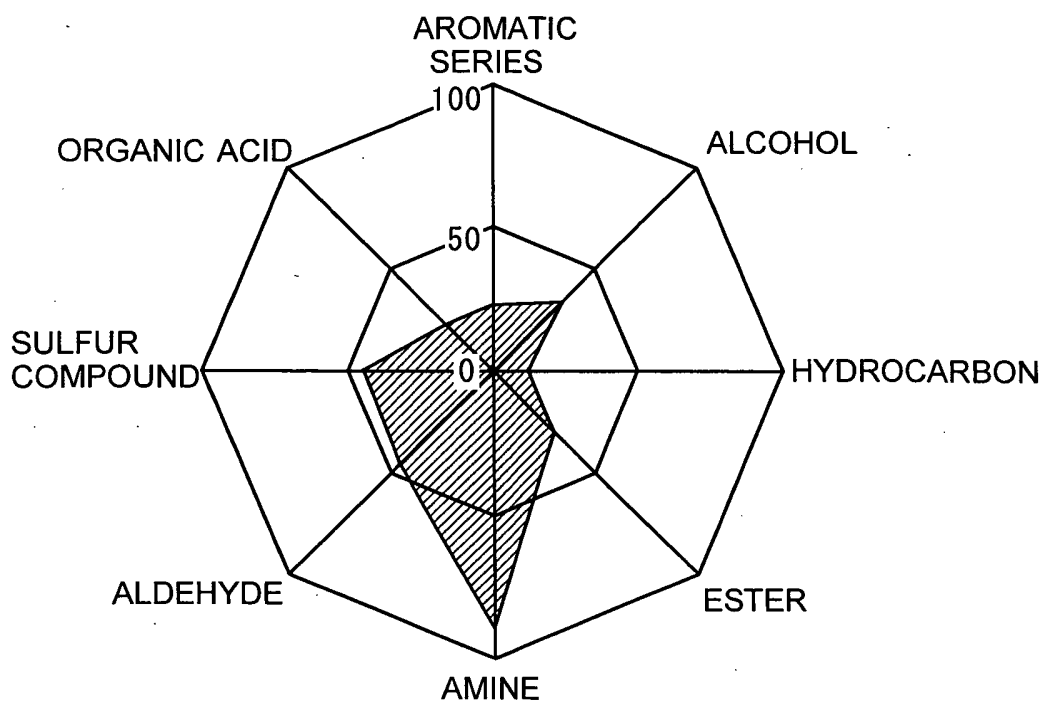 AROMATIC
SERIES
100
ORGANIC ACID
ALCOHOL
50
SULFUR
COMPOUND
0
HYDROCARBON
ALDEHYDE
ESTER
AMINE